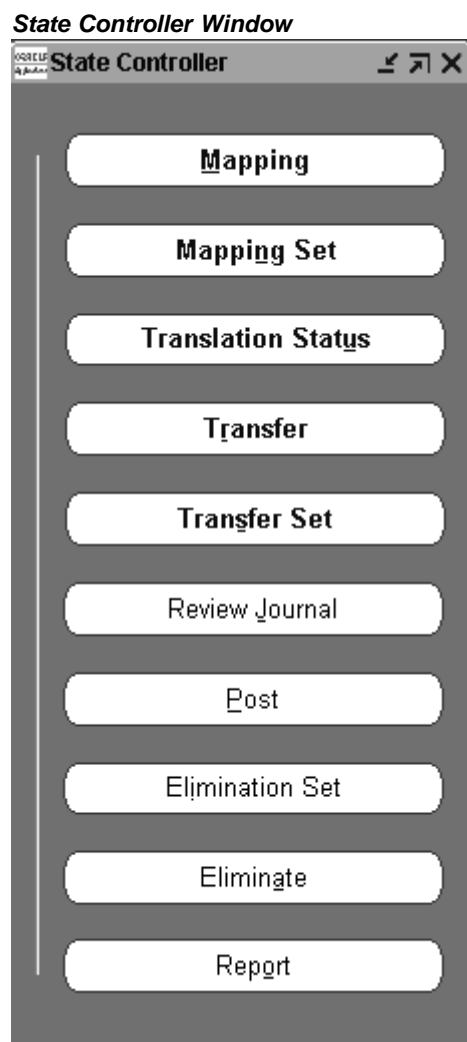 State Controller Window
ORACLE
State Controller
Mapping
Mapping Set
Translation Status
Transfer
Transfer Set
Review Journal
Post
Elimination Set
Eliminate
Report